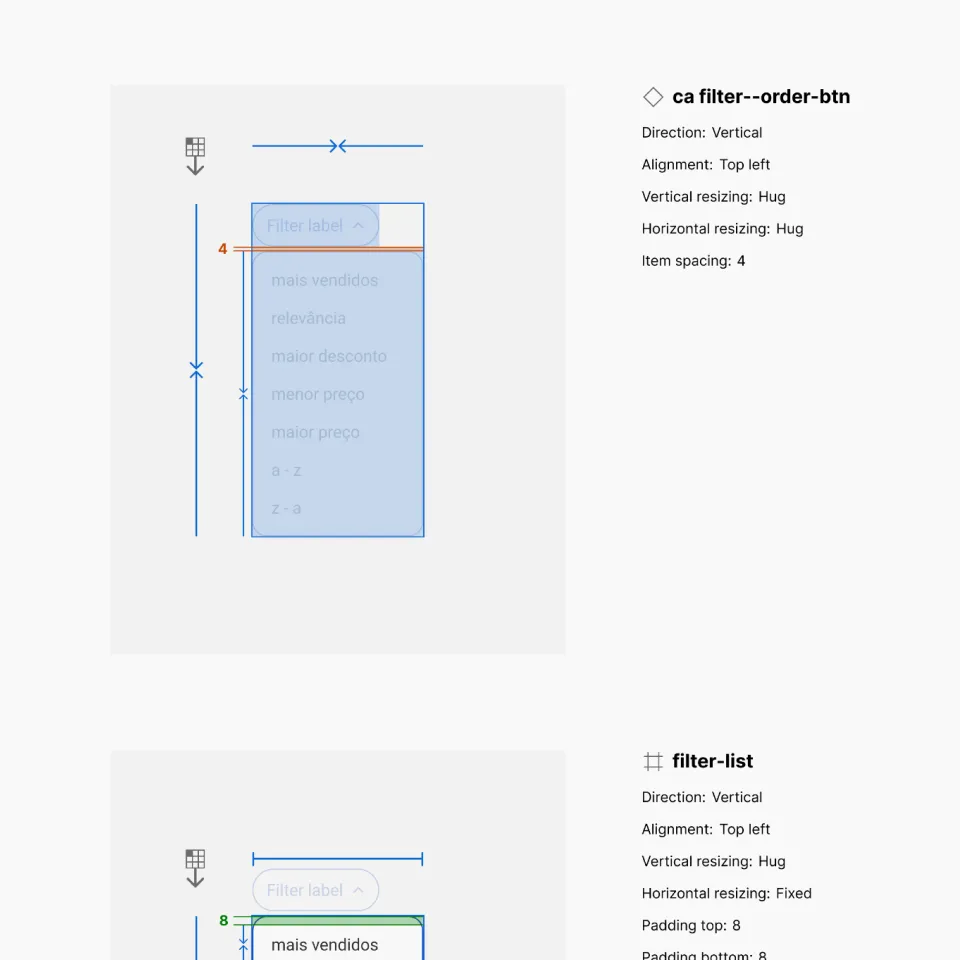 ca filter--order-btn
Direction: Vertical
Alignment: Top left
Vertical resizing: Hug
Horizontal resizing: Hug
Item spacing: 4
Filter label
4
mais vendidos
relevância
maior desconto
menor preço
maior preço
a - z
z - a
filter-list
Direction: Vertical
Alignment: Top left
Vertical resizing: Hug
Horizontal resizing: Fixed
Padding top: 8
Padding bottom: 8
Filter label
8
mais vendidos